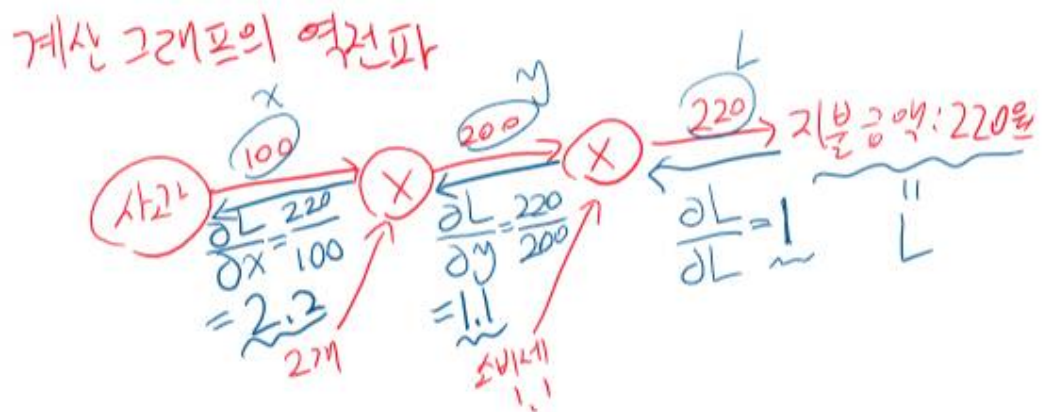 계산 그래프의 역전파
x
y
L
100
200
220
지불금액: 220원
사과
×
×
∂L/∂x = 220/100
= 2.2
∂L/∂y = 220/200
= 1.1
∂L/∂L = 1
=
L
2개
소비세
1.1